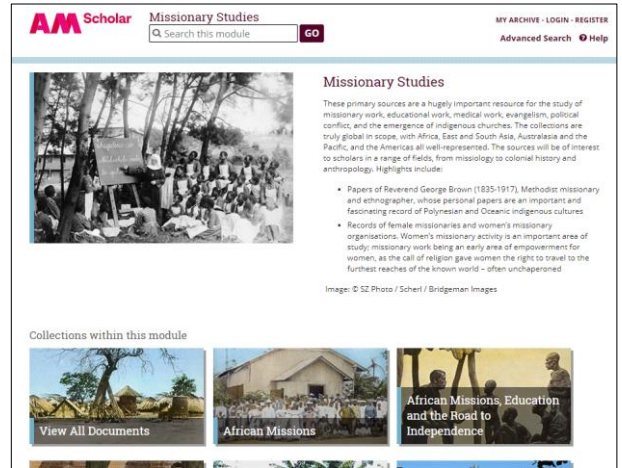 AM Scholar
Missionary Studies
Search this module
GO
MY ARCHIVE - LOGIN - REGISTER
Advanced Search
Help
Missionary Studies
These primary sources are a hugely important resource for the study of
missionary work, educational work, medical work, evangelism, political
conflict, and the emergence of indigenous churches. The collections are
truly global in scope, with Africa, East and South Asia, Australasia and the
Pacific, and the Americas all well-represented. The sources will be of interest
to scholars in a range of fields, from missiology to colonial history and
anthropology. Highlights include:
• Papers of Reverend George Brown (1835-1917), Methodist missionary
and ethnographer, whose personal papers are an important and
fascinating record of Polynesian and Oceanic indigenous cultures
• Records of female missionaries and women's missionary
organisations. Women's missionary activity is an important area of
study; missionary work being an early area of empowerment for
women, as the call of religion gave women the right to travel to the
furthest reaches of the known world – often unchaperoned
Image: © SZ Photo / Scherl / Bridgeman Images
Collections within this module
View All Documents
African Missions
African Missions, Education
and the Road to
Independence